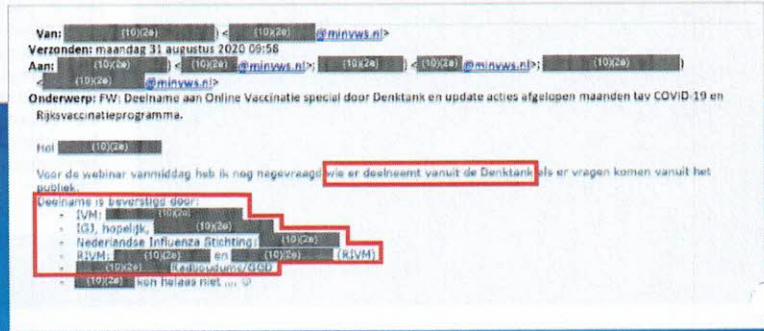 Van: (10)(2e) ) < (10)(2e) @minvws.nl>
Verzonden: maandag 31 augustus 2020 09:58
Aan: (10)(2e) ) < (10)(2e) @minvws.nl>; (10)(2e) ) < (10)(2e) @minvws.nl>; (10)(2e) )
< (10)(2e) @minvws.nl>
Onderwerp: FW: Deelname aan Online Vaccinatie special door Denktank en update acties afgelopen maanden tav COVID-19 en
Rijksvaccinatieprogramma.
Hoi (10)(2e)
Voor de webinar vanmiddag heb ik nog nagevraagd wie er deelneemt vanuit de Denktank als er vragen komen vanuit het
publiek.
Deelname is bevestigd door:
- IVM: (10)(2e)
- IGJ, hopelijk, (10)(2e)
- Nederlandse Influenza Stichting: (10)(2e)
- RIVM: (10)(2e) en (10)(2e) (RIVM)
- (10)(2e) Radboudumc/GGD
- (10)(2e) kon helaas niet .... ☹